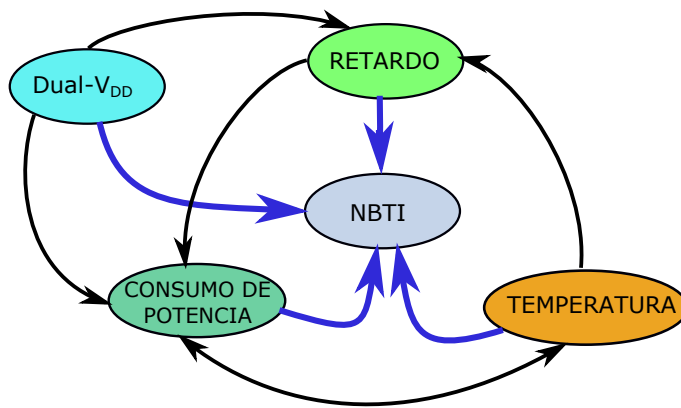 RETARDO
Dual-V_DD
NBTI
CONSUMO DE
POTENCIA
TEMPERATURA